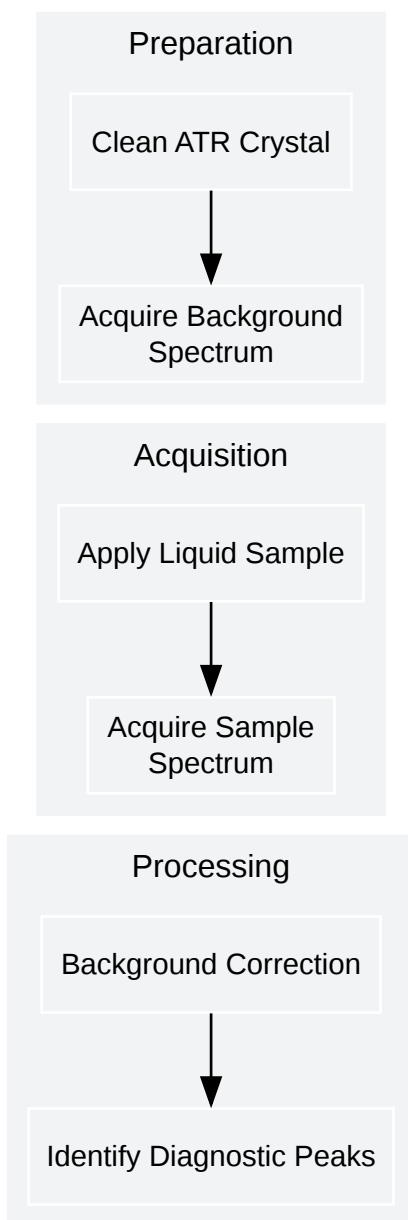 Preparation
Clean ATR Crystal
Acquire Background
Spectrum
Acquisition
Apply Liquid Sample
Acquire Sample
Spectrum
Processing
Background Correction
Identify Diagnostic Peaks